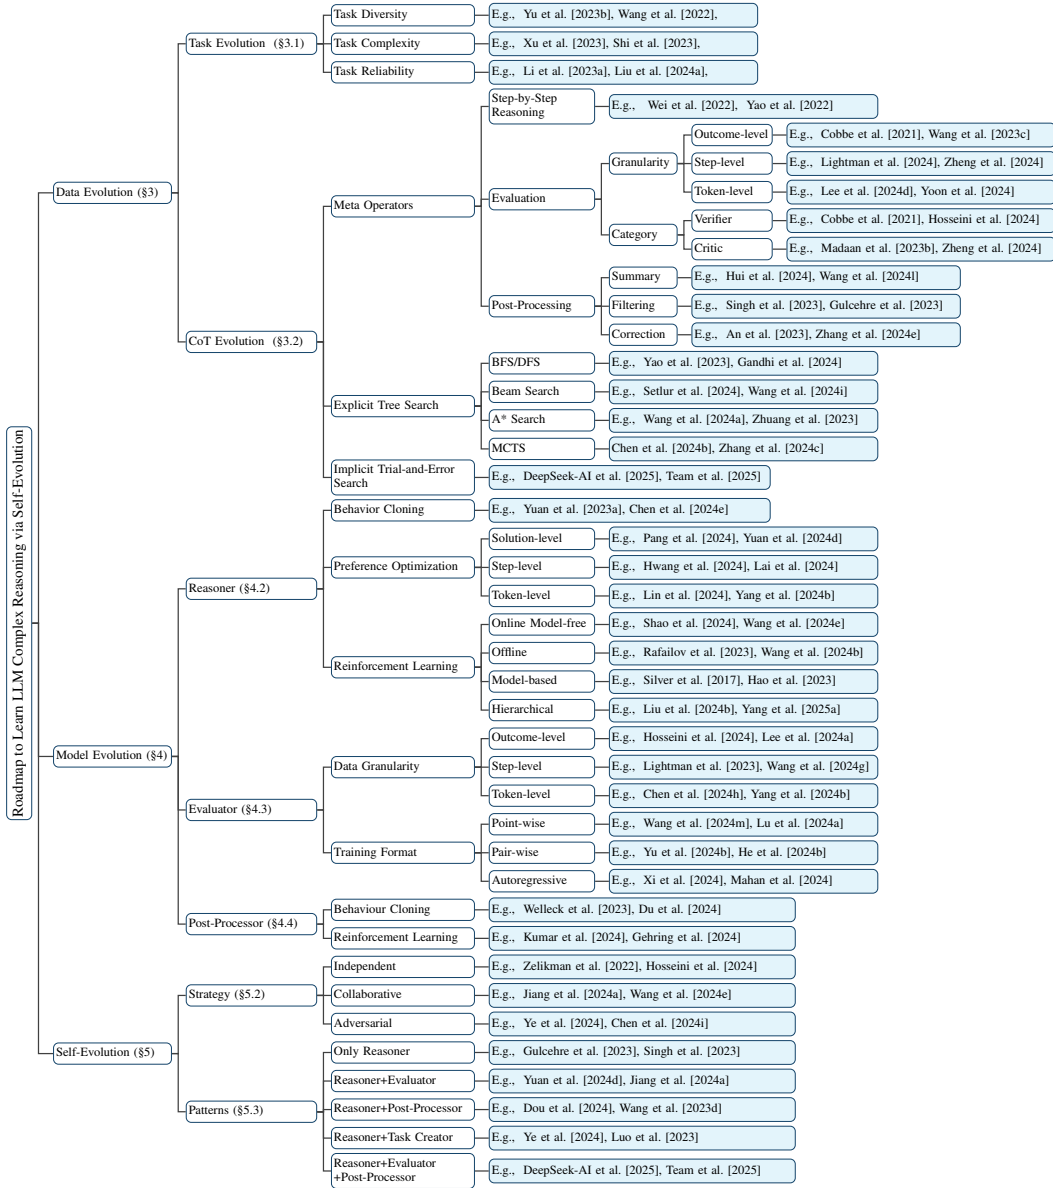 Roadmap to Learn LLM Complex Reasoning via Self-Evolution
Data Evolution (§3)
Task Evolution (§3.1)
Task Diversity
E.g., Yu et al. [2023b], Wang et al. [2022],
Task Complexity
E.g., Xu et al. [2023], Shi et al. [2023],
Task Reliability
E.g., Li et al. [2023a], Liu et al. [2024a],
CoT Evolution (§3.2)
Meta Operators
Step-by-Step
Reasoning
E.g., Wei et al. [2022], Yao et al. [2022]
Evaluation
Granularity
Outcome-level
E.g., Cobbe et al. [2021], Wang et al. [2023c]
Step-level
E.g., Lightman et al. [2024], Zheng et al. [2024]
Token-level
E.g., Lee et al. [2024d], Yoon et al. [2024]
Category
Verifier
E.g., Cobbe et al. [2021], Hosseini et al. [2024]
Critic
E.g., Madaan et al. [2023b], Zheng et al. [2024]
Post-Processing
Summary
E.g., Hui et al. [2024], Wang et al. [2024l]
Filtering
E.g., Singh et al. [2023], Gulcehre et al. [2023]
Correction
E.g., An et al. [2023], Zhang et al. [2024e]
Explicit Tree Search
BFS/DFS
E.g., Yao et al. [2023], Gandhi et al. [2024]
Beam Search
E.g., Setlur et al. [2024], Wang et al. [2024i]
A* Search
E.g., Wang et al. [2024a], Zhuang et al. [2023]
MCTS
Chen et al. [2024b], Zhang et al. [2024c]
Implicit Trial-and-Error
Search
E.g., DeepSeek-AI et al. [2025], Team et al. [2025]
Model Evolution (§4)
Reasoner (§4.2)
Behavior Cloning
E.g., Yuan et al. [2023a], Chen et al. [2024e]
Preference Optimization
Solution-level
E.g., Pang et al. [2024], Yuan et al. [2024d]
Step-level
E.g., Hwang et al. [2024], Lai et al. [2024]
Token-level
E.g., Lin et al. [2024], Yang et al. [2024b]
Reinforcement Learning
Online Model-free
E.g., Shao et al. [2024], Wang et al. [2024e]
Offline
E.g., Rafailov et al. [2023], Wang et al. [2024b]
Model-based
E.g., Silver et al. [2017], Hao et al. [2023]
Hierarchical
E.g., Liu et al. [2024b], Yang et al. [2025a]
Evaluator (§4.3)
Data Granularity
Outcome-level
E.g., Hosseini et al. [2024], Lee et al. [2024a]
Step-level
E.g., Lightman et al. [2023], Wang et al. [2024g]
Token-level
E.g., Chen et al. [2024h], Yang et al. [2024b]
Training Format
Point-wise
E.g., Wang et al. [2024m], Lu et al. [2024a]
Pair-wise
E.g., Yu et al. [2024b], He et al. [2024b]
Autoregressive
E.g., Xi et al. [2024], Mahan et al. [2024]
Post-Processor (§4.4)
Behaviour Cloning
E.g., Welleck et al. [2023], Du et al. [2024]
Reinforcement Learning
E.g., Kumar et al. [2024], Gehring et al. [2024]
Self-Evolution (§5)
Strategy (§5.2)
Independent
E.g., Zelikman et al. [2022], Hosseini et al. [2024]
Collaborative
E.g., Jiang et al. [2024a], Wang et al. [2024e]
Adversarial
E.g., Ye et al. [2024], Chen et al. [2024i]
Patterns (§5.3)
Only Reasoner
E.g., Gulcehre et al. [2023], Singh et al. [2023]
Reasoner+Evaluator
E.g., Yuan et al. [2024d], Jiang et al. [2024a]
Reasoner+Post-Processor
E.g., Dou et al. [2024], Wang et al. [2023d]
Reasoner+Task Creator
E.g., Ye et al. [2024], Luo et al. [2023]
Reasoner+Evaluator
+Post-Processor
E.g., DeepSeek-AI et al. [2025], Team et al. [2025]